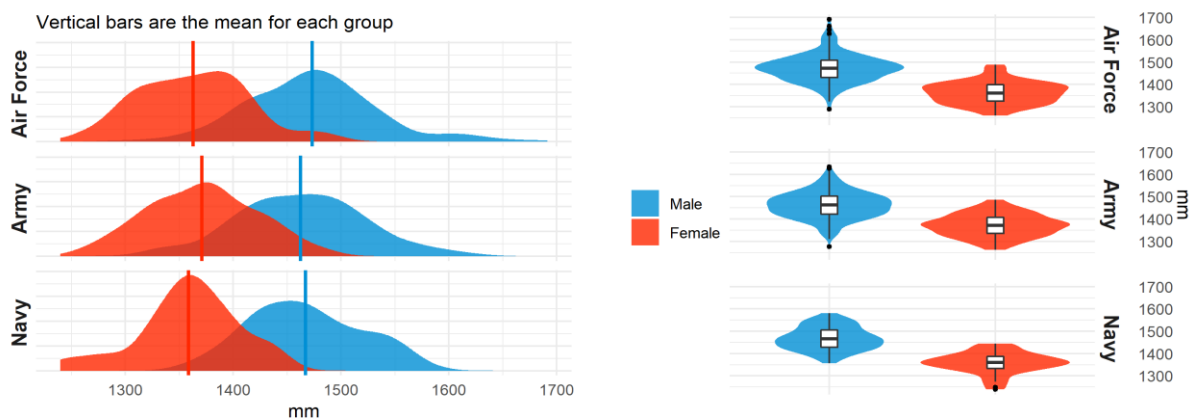 Vertical bars are the mean for each group
Air Force
Army
Navy
1300 1400 1500 1600 1700
mm
Male
Female
1700
1600
1500
1400
1300
Air Force
1700
1600
1500
1400
1300
Army
mm
1700
1600
1500
1400
1300
Navy